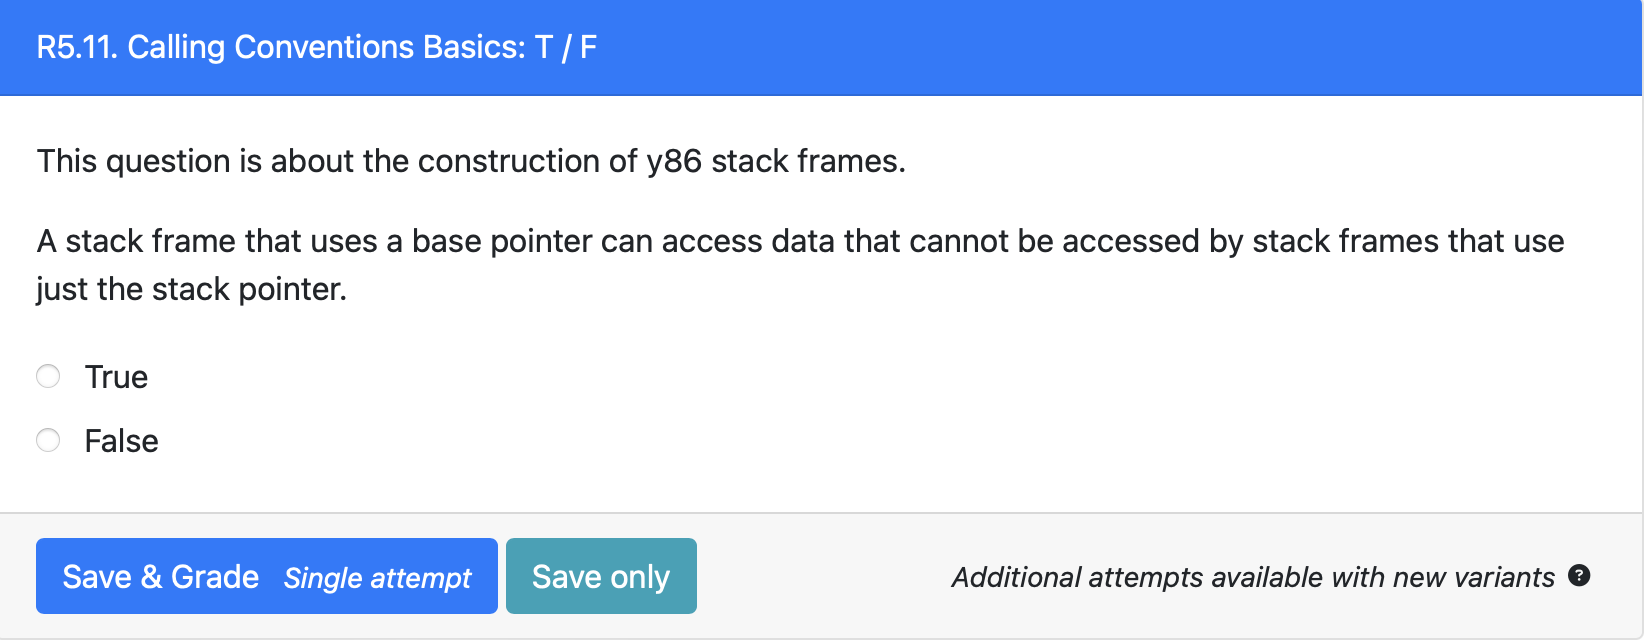 R5.11. Calling Conventions Basics: T / F
This question is about the construction of y86 stack frames.
A stack frame that uses a base pointer can access data that cannot be accessed by stack frames that use
just the stack pointer.
True
False
Save & Grade Single attempt Save only Additional attempts available with new variants ?